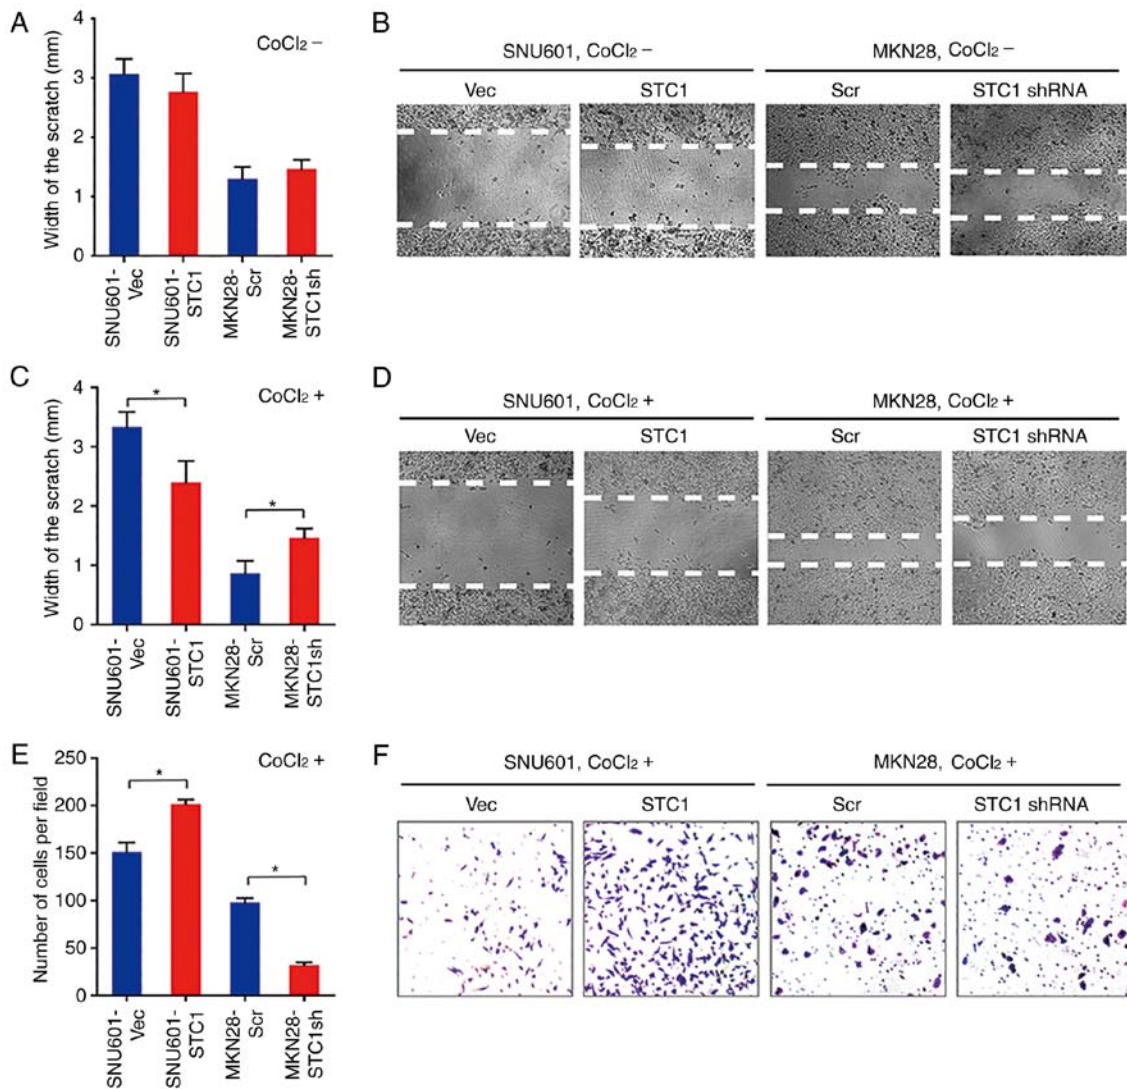 A
CoCl₂ −
Width of the scratch (mm)
4
3
2
1
0
SNU601-
Vec
SNU601-
STC1
MKN28-
Scr
MKN28-
STC1sh
B
SNU601, CoCl₂ −
MKN28, CoCl₂ −
Vec
STC1
Scr
STC1 shRNA
C
CoCl₂ +
Width of the scratch (mm)
4
3
2
1
0
*
*
SNU601-
Vec
SNU601-
STC1
MKN28-
Scr
MKN28-
STC1sh
D
SNU601, CoCl₂ +
MKN28, CoCl₂ +
Vec
STC1
Scr
STC1 shRNA
E
CoCl₂ +
Number of cells per field
250
200
150
100
50
0
*
*
SNU601-
Vec
SNU601-
STC1
MKN28-
Scr
MKN28-
STC1sh
F
SNU601, CoCl₂ +
MKN28, CoCl₂ +
Vec
STC1
Scr
STC1 shRNA